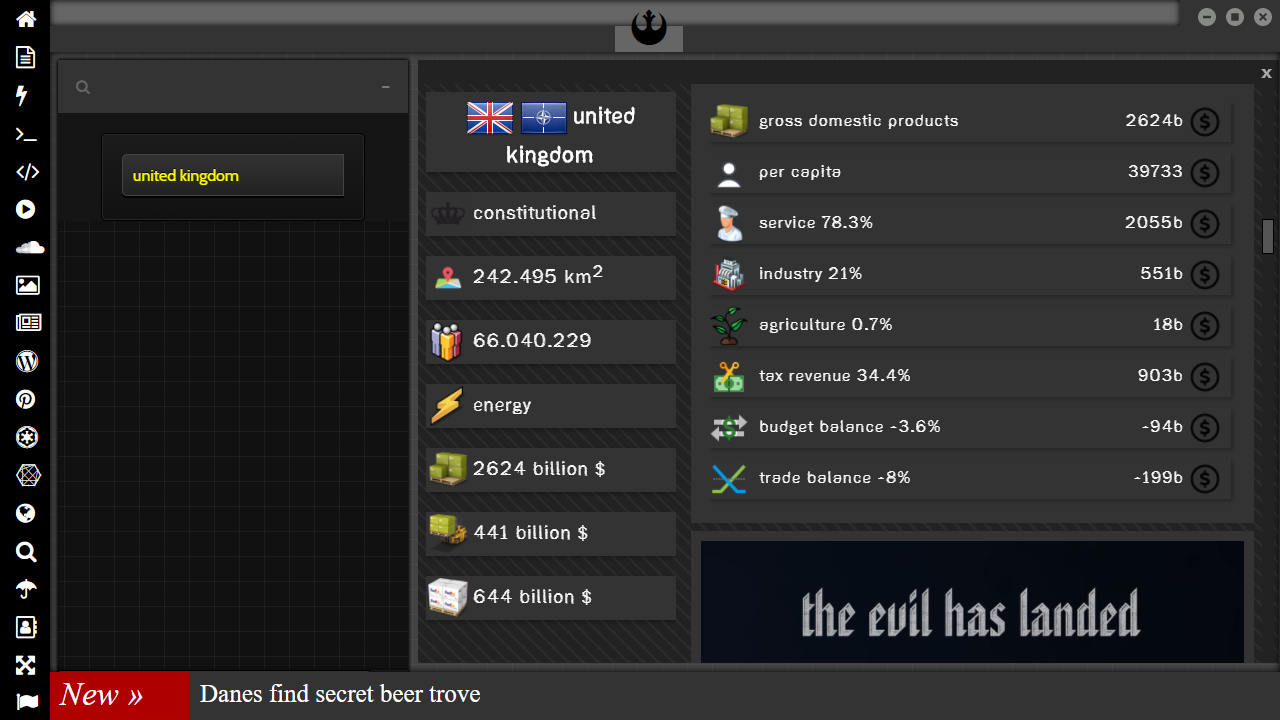 x
united kingdom
united
kingdom
constitutional
242.495 km2
66.040.229
energy
2624 billion $
441 billion $
644 billion $
gross domestic products 2624b
per capita 39733
service 78.3% 2055b
industry 21% 551b
agriculture 0.7% 18b
tax revenue 34.4% 903b
budget balance -3.6% -94b
trade balance -8% -199b
the evil has landed
New » Danes find secret beer trove